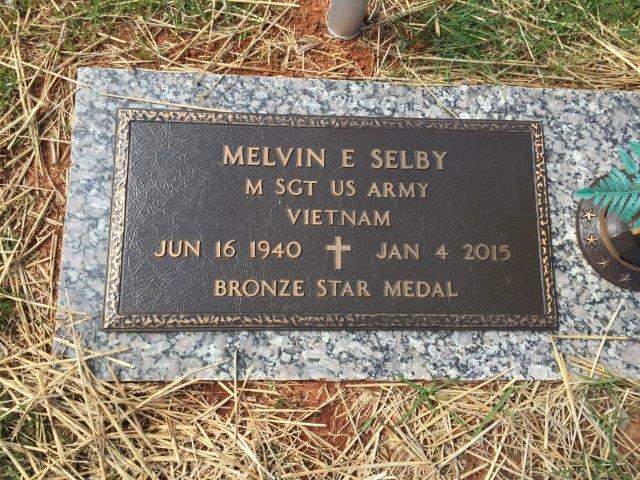 MELVIN E SELBY
M SGT US ARMY
VIETNAM
JUN 16 1940 JAN 4 2015
BRONZE STAR MEDAL